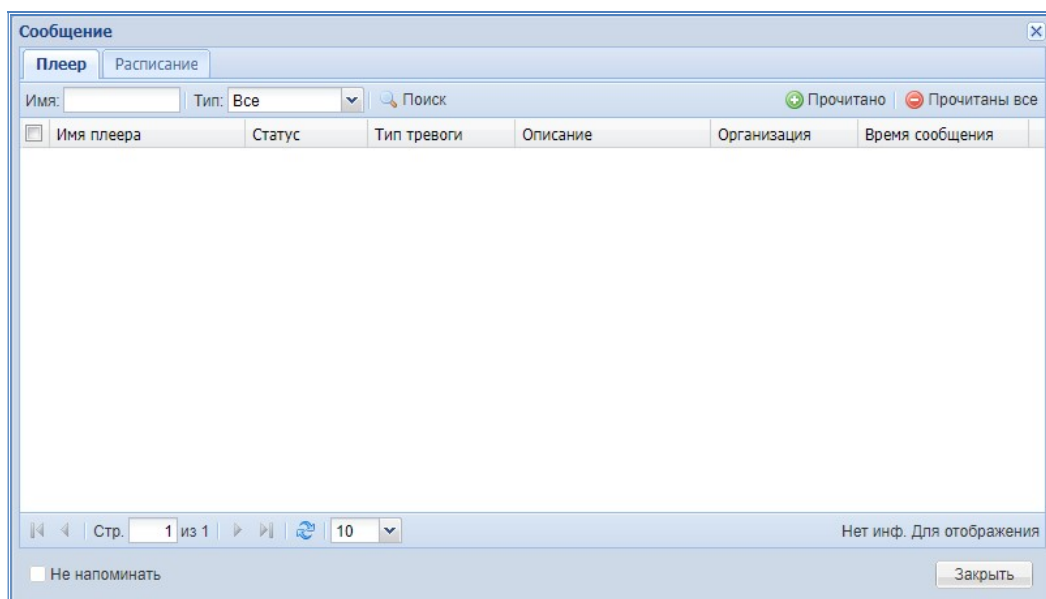 Сообщение
Плеер Расписание
Имя: Тип: Все Поиск Прочитано Прочитаны все
Имя плеера Статус Тип тревоги Описание Организация Время сообщения
Стр. 1 из 1 10 Нет инф. Для отображения
Не напоминать Закрыть